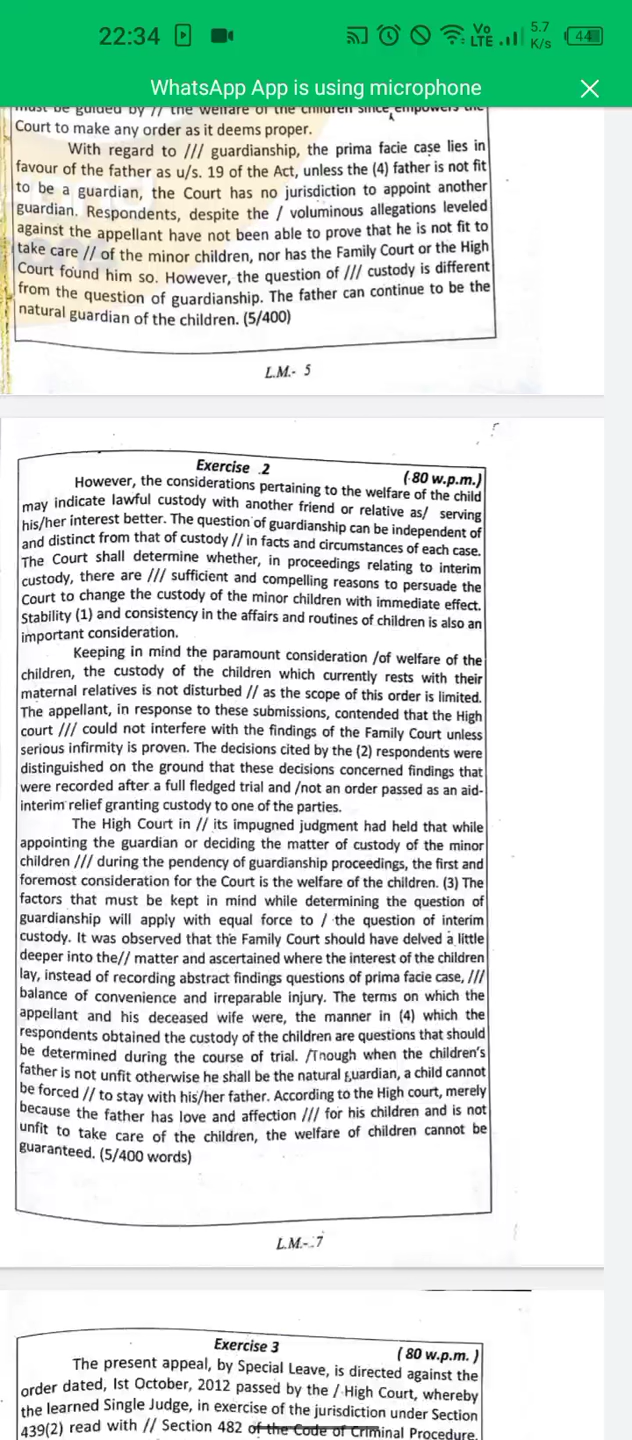 22:34
Vo
LTE
5.7
K/s
44
WhatsApp App is using microphone
must be guided by // the welfare of the children since empowers the
Court to make any order as it deems proper.
With regard to /// guardianship, the prima facie case lies in
favour of the father as u/s. 19 of the Act, unless the (4) father is not fit
to be a guardian, the Court has no jurisdiction to appoint another
guardian. Respondents, despite the / voluminous allegations leveled
against the appellant have not been able to prove that he is not fit to
take care // of the minor children, nor has the Family Court or the High
Court found him so. However, the question of /// custody is different
from the question of guardianship. The father can continue to be the
natural guardian of the children. (5/400)
L.M.- 5
Exercise .2
(80 w.p.m.)
However, the considerations pertaining to the welfare of the child
may indicate lawful custody with another friend or relative as/ serving
his/her interest better. The question of guardianship can be independent of
and distinct from that of custody // in facts and circumstances of each case.
The Court shall determine whether, in proceedings relating to interim
custody, there are /// sufficient and compelling reasons to persuade the
Court to change the custody of the minor children with immediate effect.
Stability (1) and consistency in the affairs and routines of children is also an
important consideration.
Keeping in mind the paramount consideration /of welfare of the
children, the custody of the children which currently rests with their
maternal relatives is not disturbed // as the scope of this order is limited.
The appellant, in response to these submissions, contended that the High
court /// could not interfere with the findings of the Family Court unless
serious infirmity is proven. The decisions cited by the (2) respondents were
distinguished on the ground that these decisions concerned findings that
were recorded after a full fledged trial and /not an order passed as an aid-
interim relief granting custody to one of the parties.
The High Court in // its impugned judgment had held that while
appointing the guardian or deciding the matter of custody of the minor
children /// during the pendency of guardianship proceedings, the first and
foremost consideration for the Court is the welfare of the children. (3) The
factors that must be kept in mind while determining the question of
guardianship will apply with equal force to / the question of interim
custody. It was observed that the Family Court should have delved a little
deeper into the// matter and ascertained where the interest of the children
lay, instead of recording abstract findings questions of prima facie case, ///
balance of convenience and irreparable injury. The terms on which the
appellant and his deceased wife were, the manner in (4) which the
respondents obtained the custody of the children are questions that should
be determined during the course of trial. /Though when the children's
father is not unfit otherwise he shall be the natural guardian, a child cannot
be forced // to stay with his/her father. According to the High court, merely
because the father has love and affection /// for his children and is not
unfit to take care of the children, the welfare of children cannot be
guaranteed. (5/400 words)
L.M.-.7
Exercise 3
(80 w.p.m. )
The present appeal, by Special Leave, is directed against the
order dated, Ist October, 2012 passed by the / High Court, whereby
the learned Single Judge, in exercise of the jurisdiction under Section
439(2) read with // Section 482 of the Code of Criminal Procedure,